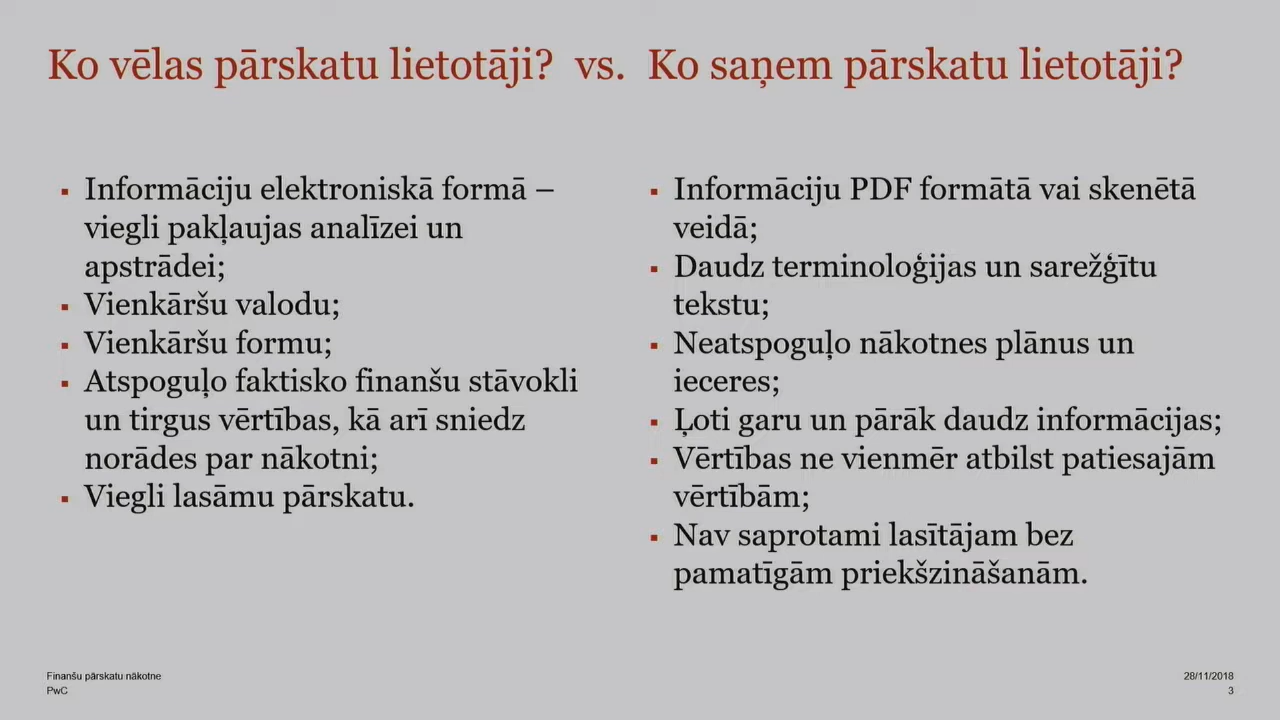 Ko vēlas pārskatu lietotāji? vs. Ko saņem pārskatu lietotāji?
▪ Informāciju elektroniskā formā –
viegli pakļaujas analīzei un
apstrādei;
▪ Vienkāršu valodu;
▪ Vienkāršu formu;
▪ Atspoguļo faktisko finanšu stāvokli
un tirgus vērtības, kā arī sniedz
norādes par nākotni;
▪ Viegli lasāmu pārskatu.
▪ Informāciju PDF formātā vai skenētā
veidā;
▪ Daudz terminoloģijas un sarežģītu
tekstu;
▪ Neatspoguļo nākotnes plānus un
ieceres;
▪ Ļoti garu un pārāk daudz informācijas;
▪ Vērtības ne vienmēr atbilst patiesajām
vērtībām;
▪ Nav saprotami lasītājam bez
pamatīgām priekšzināšanām.
Finanšu pārskatu nākotne
PwC
28/11/2018
3